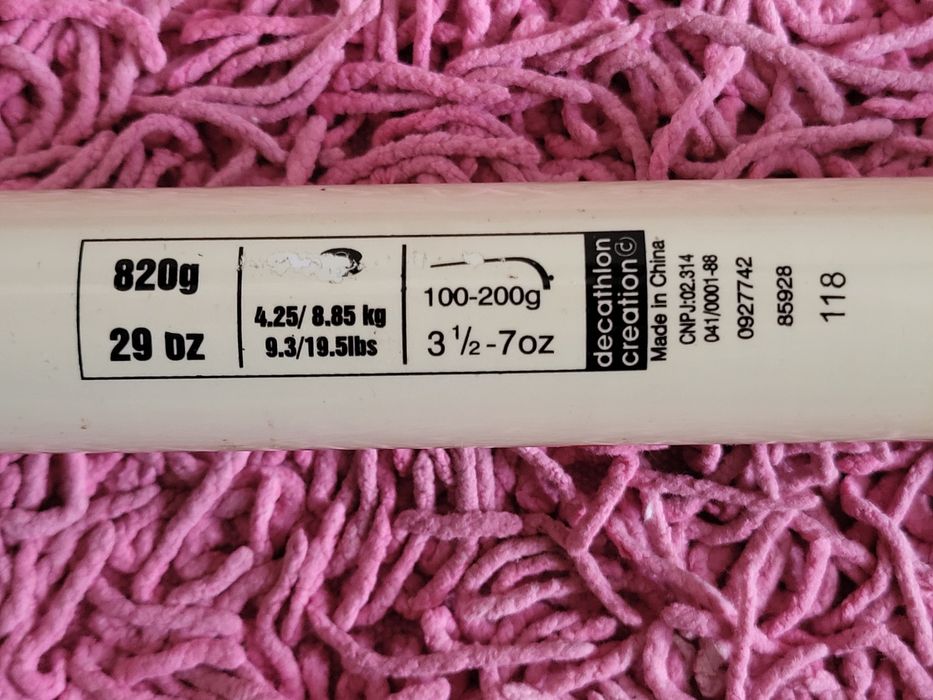 820g
29 oz
4.25/ 8.85 kg
9.3/19.5lbs
100-200g
3 1/2 -7oz
decathlon
creation
Made in China
CNPJ:02.314
041/0001-88
0927742
85928
118